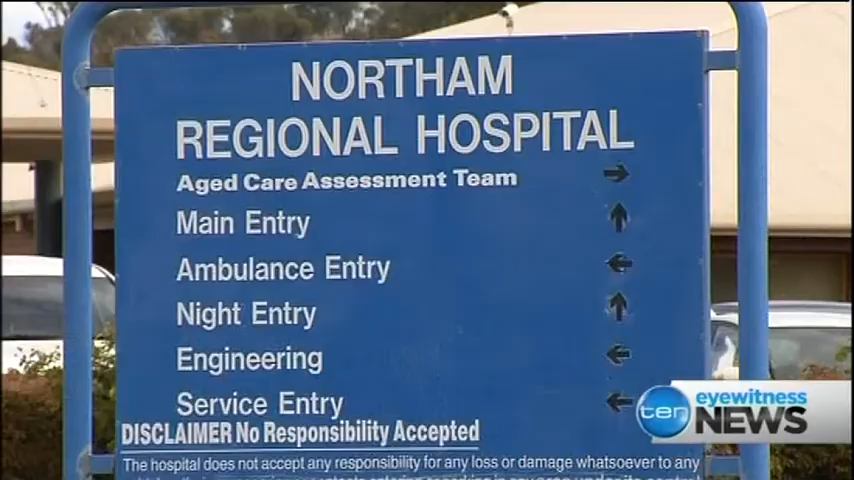 NORTHAM
REGIONAL HOSPITAL
Aged Care Assessment Team
Main Entry
Ambulance Entry
Night Entry
Engineering
Service Entry
DISCLAIMER No Responsibility Accepted
The hospital does not accept any responsibility for any loss or damage whatsoever to any
ten eyewitness
NEWS